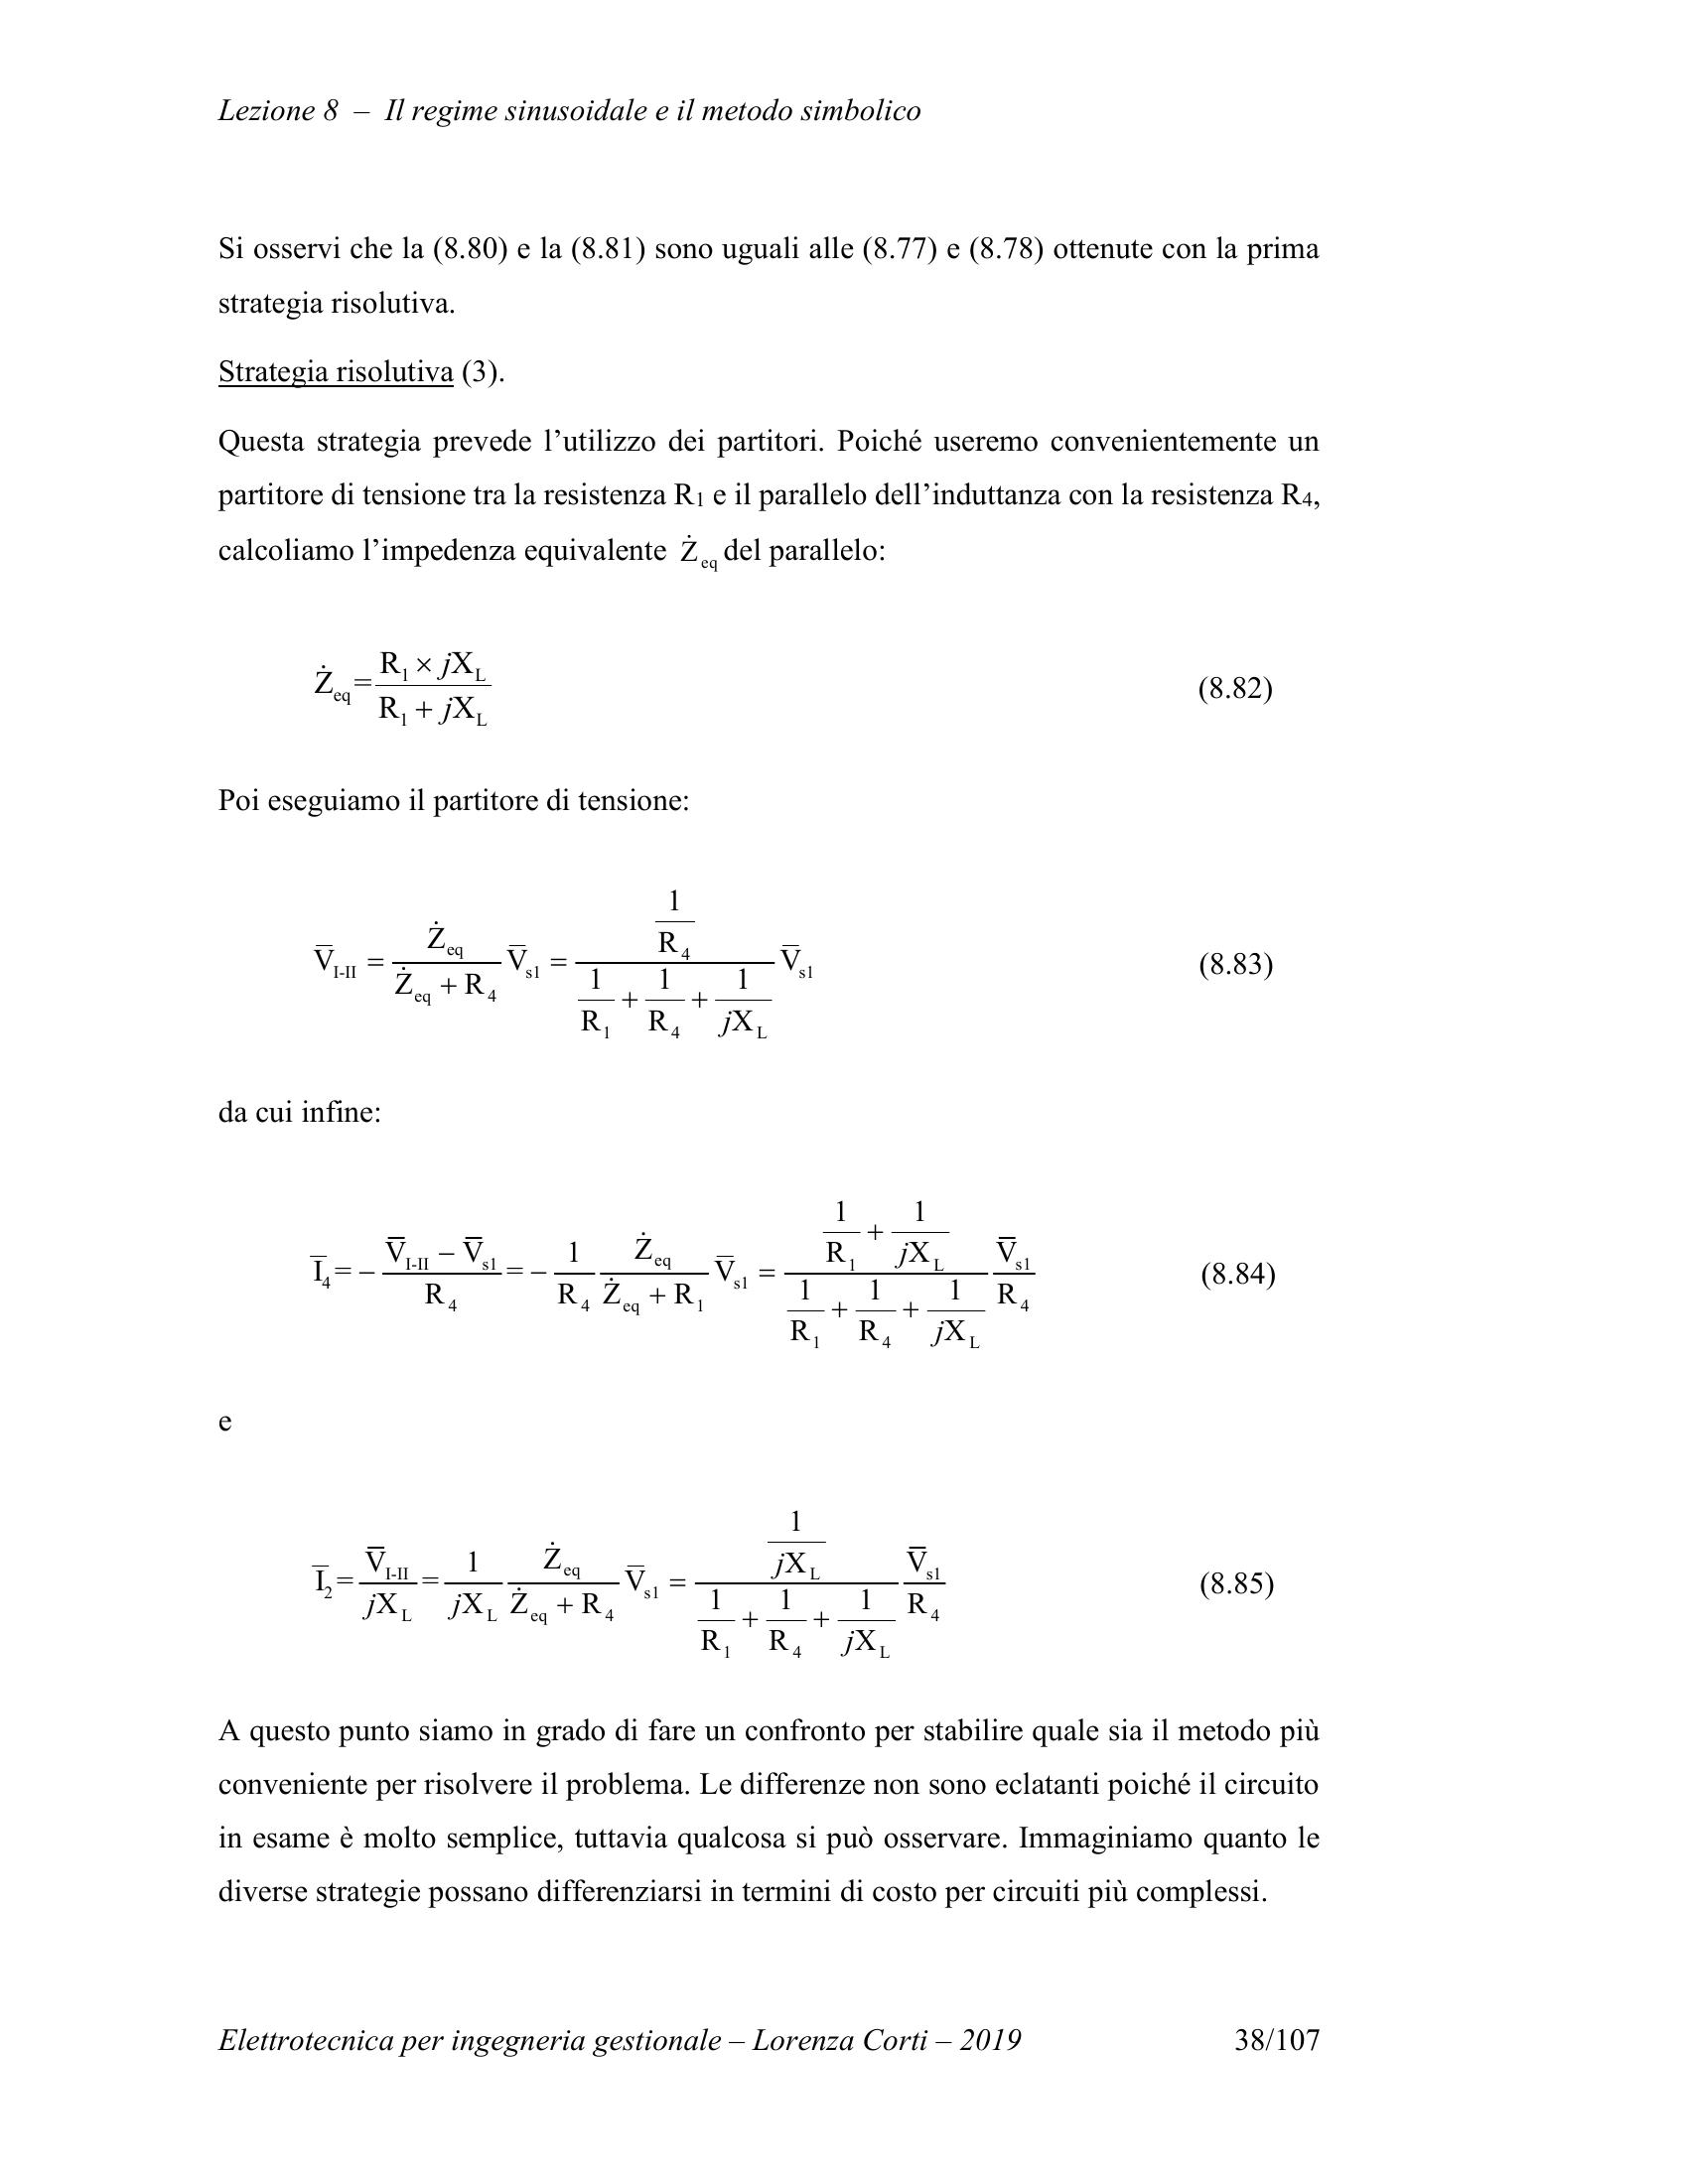 Lezione 8 – Il regime sinusoidale e il metodo simbolico
Si osservi che la (8.80) e la (8.81) sono uguali alle (8.77) e (8.78) ottenute con la prima
strategia risolutiva.
Strategia risolutiva (3).
Questa strategia prevede l’utilizzo dei partitori. Poiché useremo convenientemente un
partitore di tensione tra la resistenza R₁ e il parallelo dell’induttanza con la resistenza R₄,
calcoliamo l’impedenza equivalente $\dot{Z}_{eq}$ del parallelo:
$\dot{Z}_{eq} = \frac{R_1 \times jX_L}{R_1 + jX_L}$ (8.82)
Poi eseguiamo il partitore di tensione:
$\overline{V}_{I-II} = \frac{\dot{Z}_{eq}}{\dot{Z}_{eq} + R_4} \overline{V}_{s1} = \frac{\frac{1}{R_4}}{\frac{1}{R_1} + \frac{1}{R_4} + \frac{1}{jX_L}} \overline{V}_{s1}$ (8.83)
da cui infine:
$\overline{I}_4 = - \frac{\overline{V}_{I-II} - \overline{V}_{s1}}{R_4} = - \frac{1}{R_4} \frac{\dot{Z}_{eq}}{\dot{Z}_{eq} + R_1} \overline{V}_{s1} = \frac{\frac{1}{R_1} + \frac{1}{jX_L}}{\frac{1}{R_1} + \frac{1}{R_4} + \frac{1}{jX_L}} \frac{\overline{V}_{s1}}{R_4}$ (8.84)
e
$\overline{I}_2 = \frac{\overline{V}_{I-II}}{jX_L} = \frac{1}{jX_L} \frac{\dot{Z}_{eq}}{\dot{Z}_{eq} + R_4} \overline{V}_{s1} = \frac{\frac{1}{jX_L}}{\frac{1}{R_1} + \frac{1}{R_4} + \frac{1}{jX_L}} \frac{\overline{V}_{s1}}{R_4}$ (8.85)
A questo punto siamo in grado di fare un confronto per stabilire quale sia il metodo più
conveniente per risolvere il problema. Le differenze non sono eclatanti poiché il circuito
in esame è molto semplice, tuttavia qualcosa si può osservare. Immaginiamo quanto le
diverse strategie possano differenziarsi in termini di costo per circuiti più complessi.
Elettrotecnica per ingegneria gestionale – Lorenza Corti – 2019 38/107